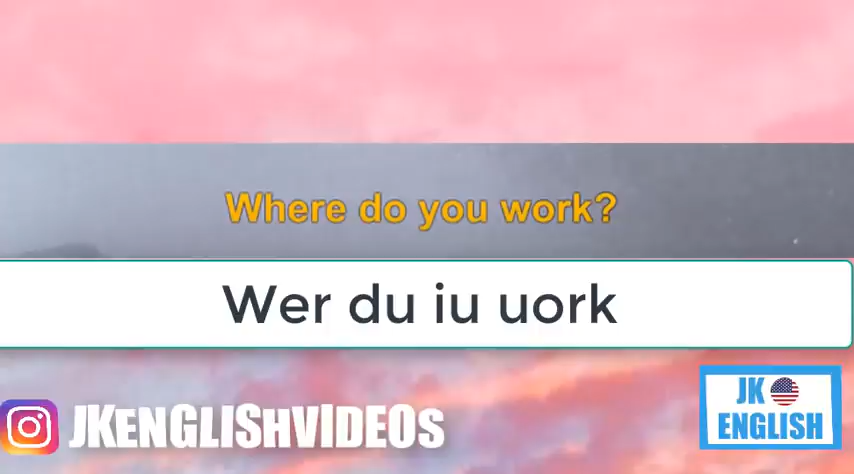 Where do you work?
Wer du iu uork
JKENGLISHVIDEOS
JK
ENGLISH